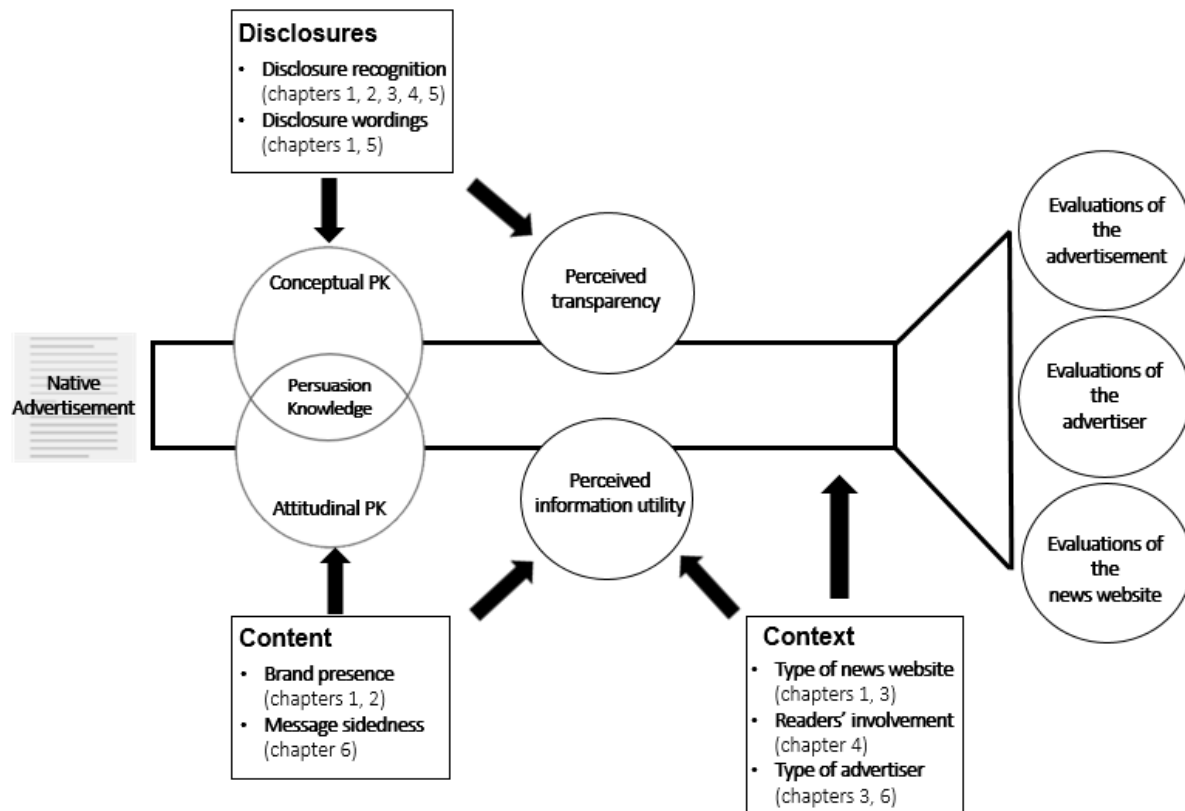 Disclosures
• Disclosure recognition
(chapters 1, 2, 3, 4, 5)
• Disclosure wordings
(chapters 1, 5)
Conceptual PK
Persuasion
Knowledge
Attitudinal PK
Native
Advertisement
Perceived
transparency
Perceived
information utility
Evaluations of
the
advertisement
Evaluations of
the
advertiser
Evaluations of
the
news website
Content
• Brand presence
(chapters 1, 2)
• Message sidedness
(chapter 6)
Context
• Type of news website
(chapters 1, 3)
• Readers’ involvement
(chapter 4)
• Type of advertiser
(chapters 3, 6)